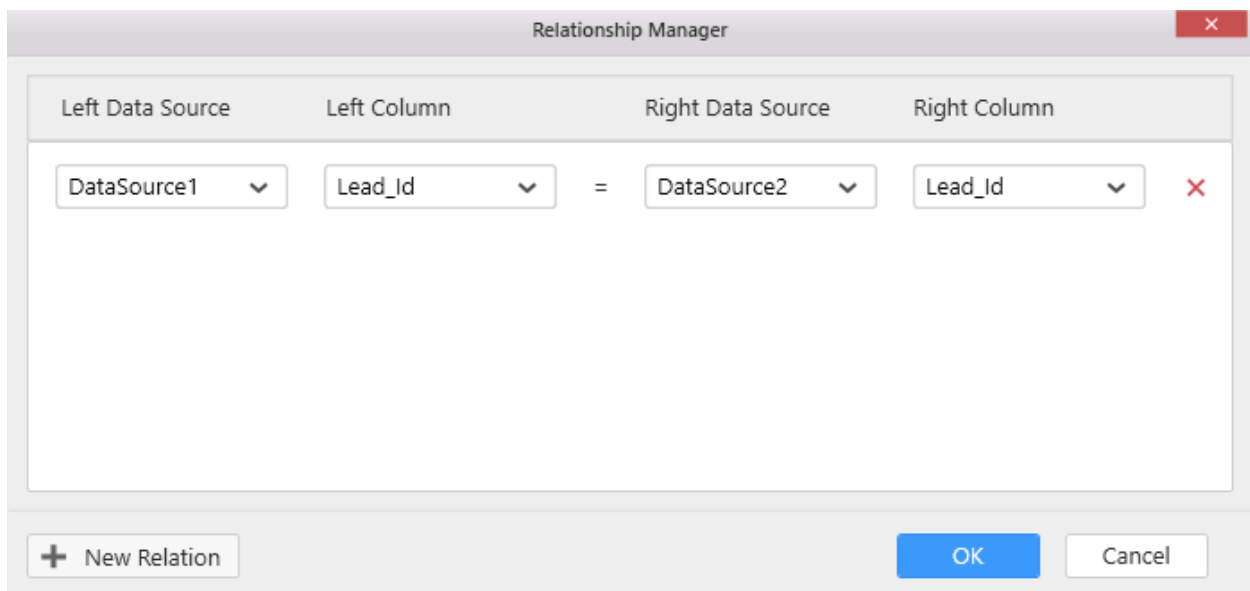 Relationship Manager
Left Data Source Left Column Right Data Source Right Column
DataSource1 Lead_Id = DataSource2 Lead_Id
New Relation OK Cancel